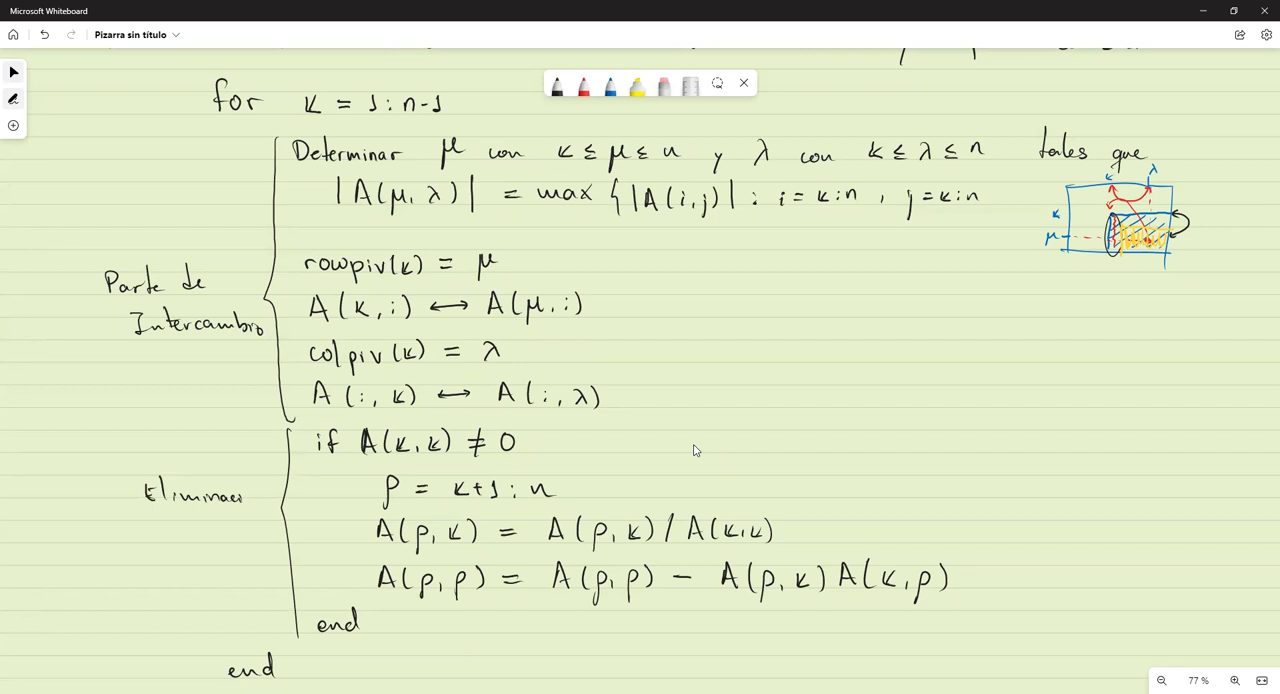 Microsoft Whiteboard
Pizarra sin título
for k = 1 : n-1
Determinar μ con k ≤ μ ≤ n y λ con k ≤ λ ≤ n tales que
|A(μ, λ)| = max {|A(i,j)| : i = k:n , j = k:n
k λ
k
μ
rowpiv(k) = μ
Parte de
Intercambio
A(k, :) ↔ A(μ, :)
colpiv(k) = λ
A(:, k) ↔ A(:, λ)
if A(k,k) ≠ 0
Eliminac
ρ = k+1 : n
A(ρ, k) = A(ρ, k) / A(k,k)
A(ρ, ρ) = A(ρ, ρ) - A(ρ, k) A(k, ρ)
end
end
77 %